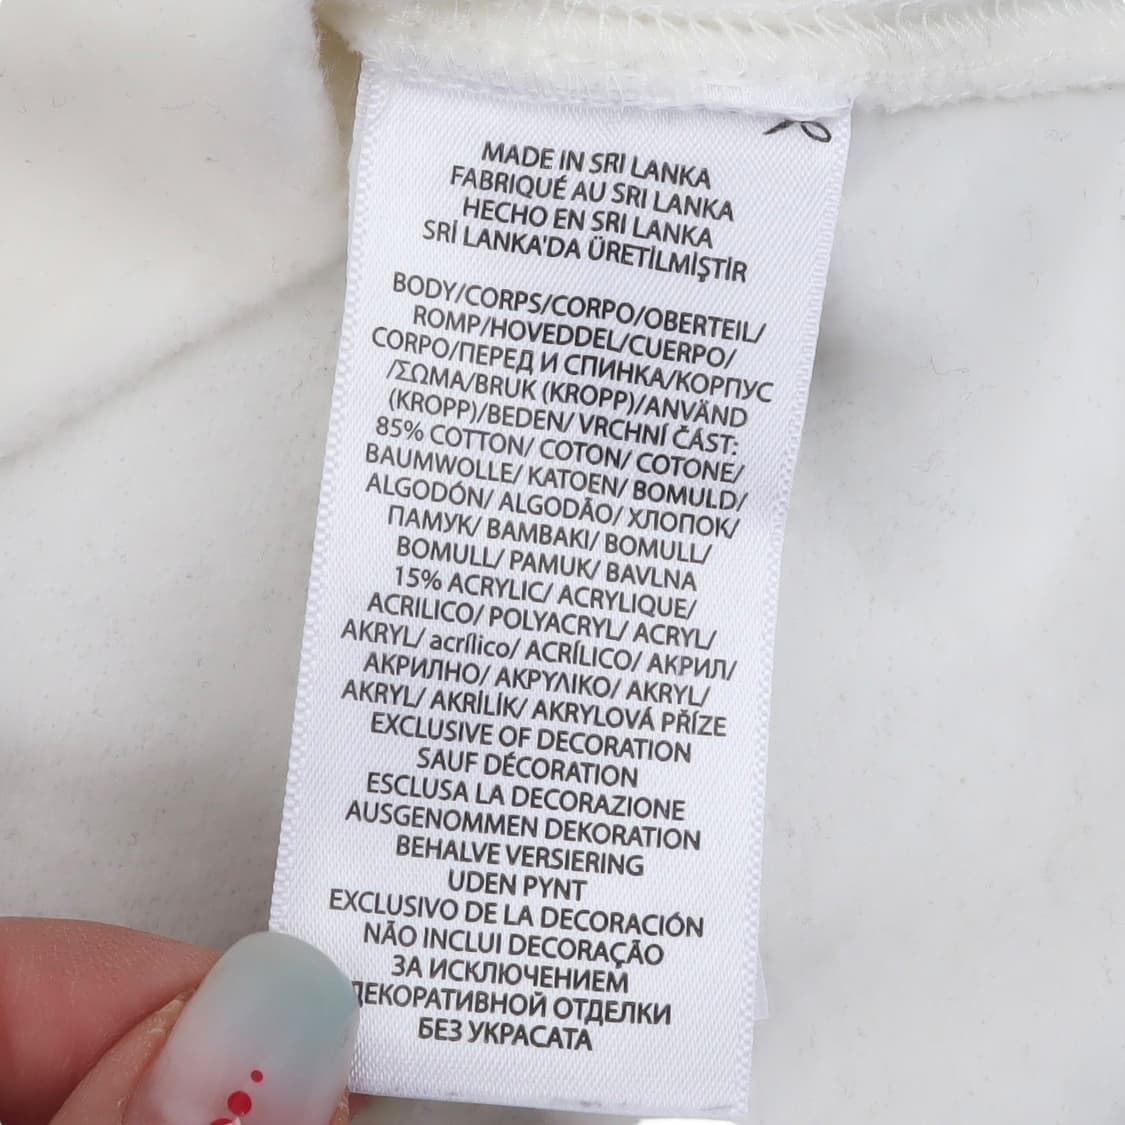 MADE IN SRI LANKA
FABRIQUÉ AU SRI LANKA
HECHO EN SRI LANKA
SRİ LANKA'DA ÜRETİLMİŞTİR
BODY/CORPS/CORPO/OBERTEIL/
ROMP/HOVEDDEL/CUERPO/
CORPO/ПЕРЕД И СПИНКА/КОРПУС
/ΣΩΜΑ/BRUK (KROPP)/ANVÄND
(KROPP)/BEDEN/ VRCHNÍ ČÁST:
85% COTTON/ COTON/ COTONE/
BAUMWOLLE/ KATOEN/ BOMULD/
ALGODÓN/ ALGODÃO/ ХЛОПОК/
ПАМУК/ ΒΑΜΒΑΚΙ/ BOMULL/
BOMULL/ PAMUK/ BAVLNA
15% ACRYLIC/ ACRYLIQUE/
ACRILICO/ POLYACRYL/ ACRYL/
AKRYL/ acrílico/ ACRÍLICO/ АКРИЛ/
АКРИЛНО/ ΑΚΡΥΛΙΚΟ/ AKRYL/
AKRYL/ AKRİLİK/ AKRYLOVÁ PŘÍZE
EXCLUSIVE OF DECORATION
SAUF DÉCORATION
ESCLUSA LA DECORAZIONE
AUSGENOMMEN DEKORATION
BEHALVE VERSIERING
UDEN PYNT
EXCLUSIVO DE LA DECORACIÓN
NÃO INCLUI DECORAÇÃO
ЗА ИСКЛЮЧЕНИЕМ
ДЕКОРАТИВНОЙ ОТДЕЛКИ
БЕЗ УКРАСАТА